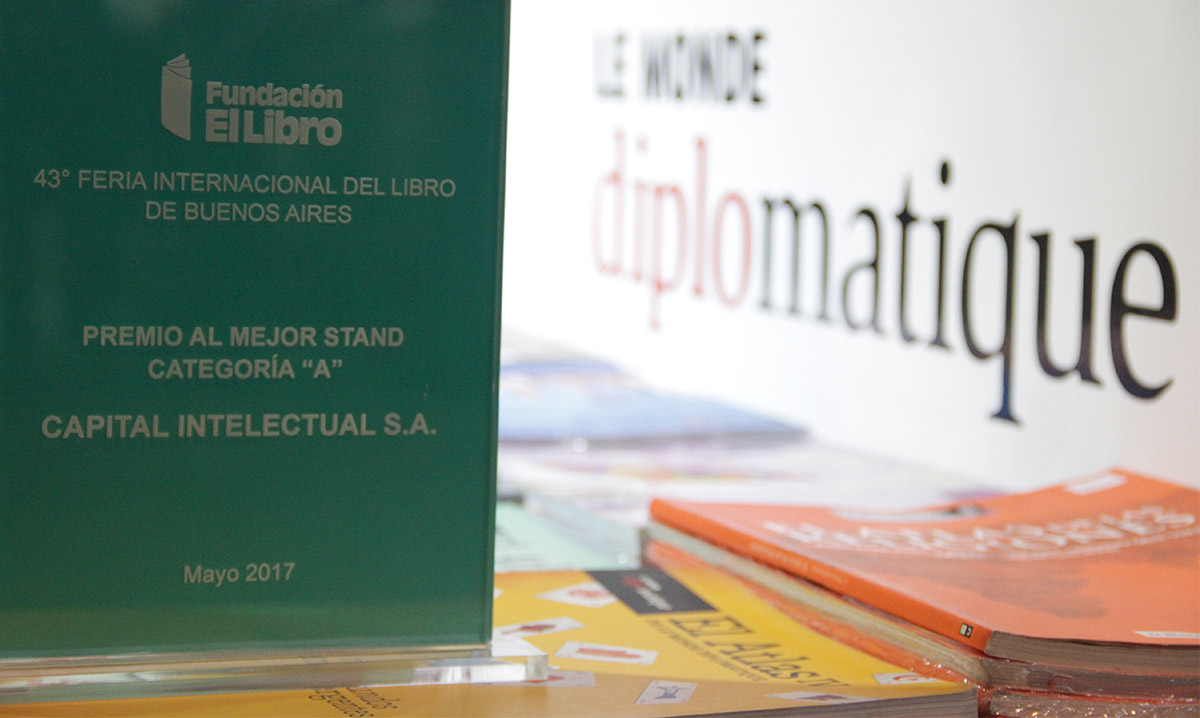 Fundación
El Libro
43° FERIA INTERNACIONAL DEL LIBRO
DE BUENOS AIRES
PREMIO AL MEJOR STAND
CATEGORÍA “A”
CAPITAL INTELECTUAL S.A.
Mayo 2017
LE MONDE
diplomatique
El Atlas